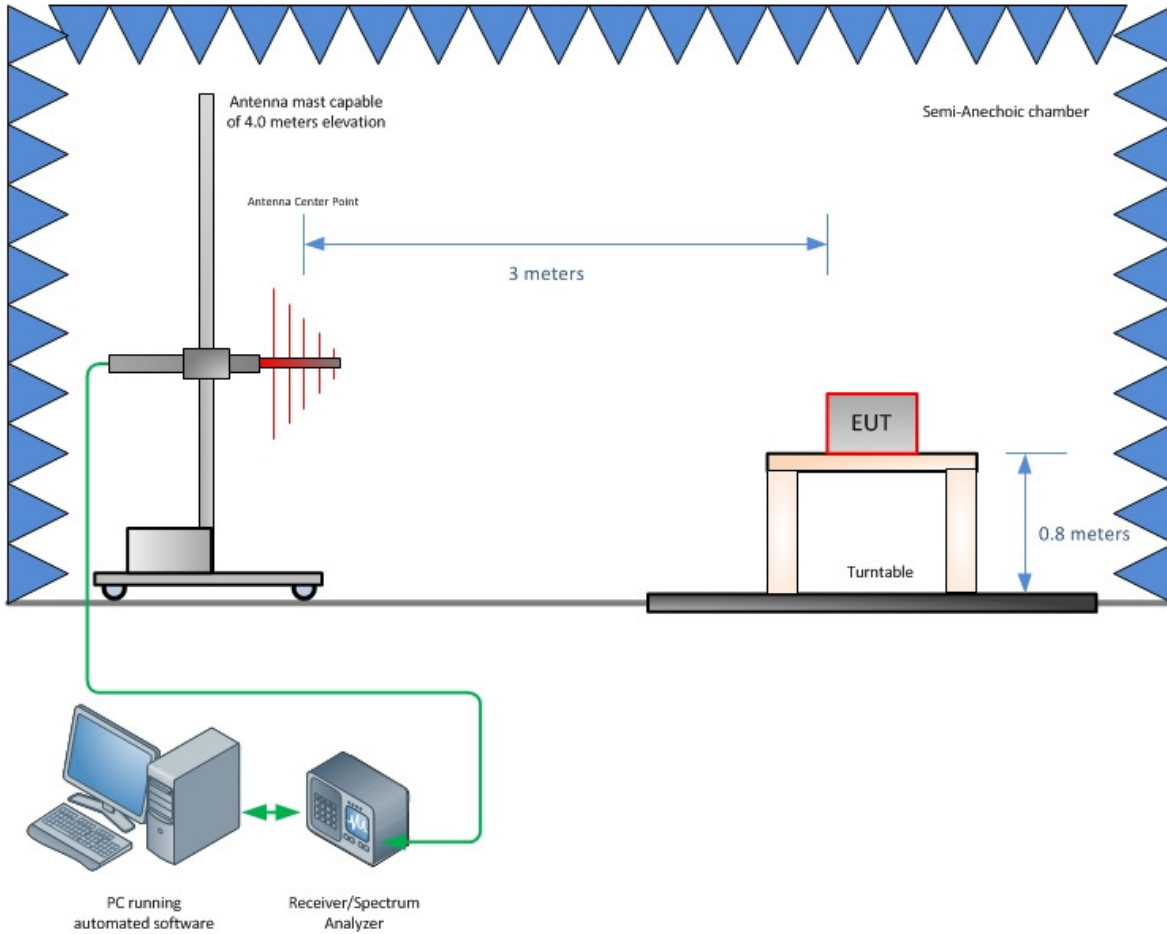 Antenna mast capable
of 4.0 meters elevation
Semi-Anechoic chamber
Antenna Center Point
3 meters
EUT
0.8 meters
Turntable
PC running
automated software
Receiver/Spectrum
Analyzer